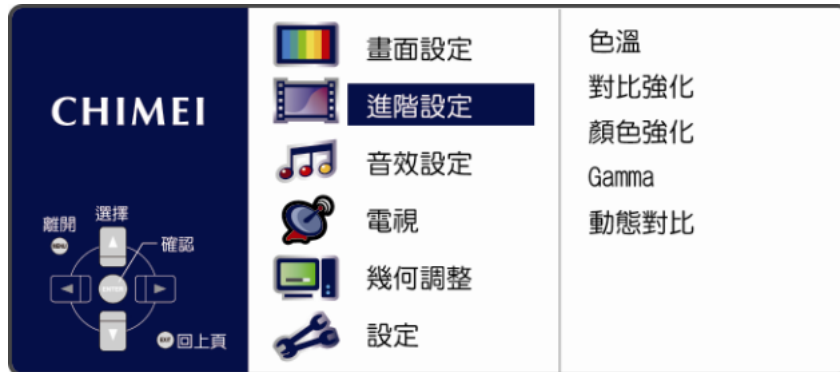 CHIMEI
離開
選擇
MENU
確認
ENTER
EXIT
回上頁
畫面設定
進階設定
音效設定
電視
幾何調整
設定
色溫
對比強化
顏色強化
Gamma
動態對比